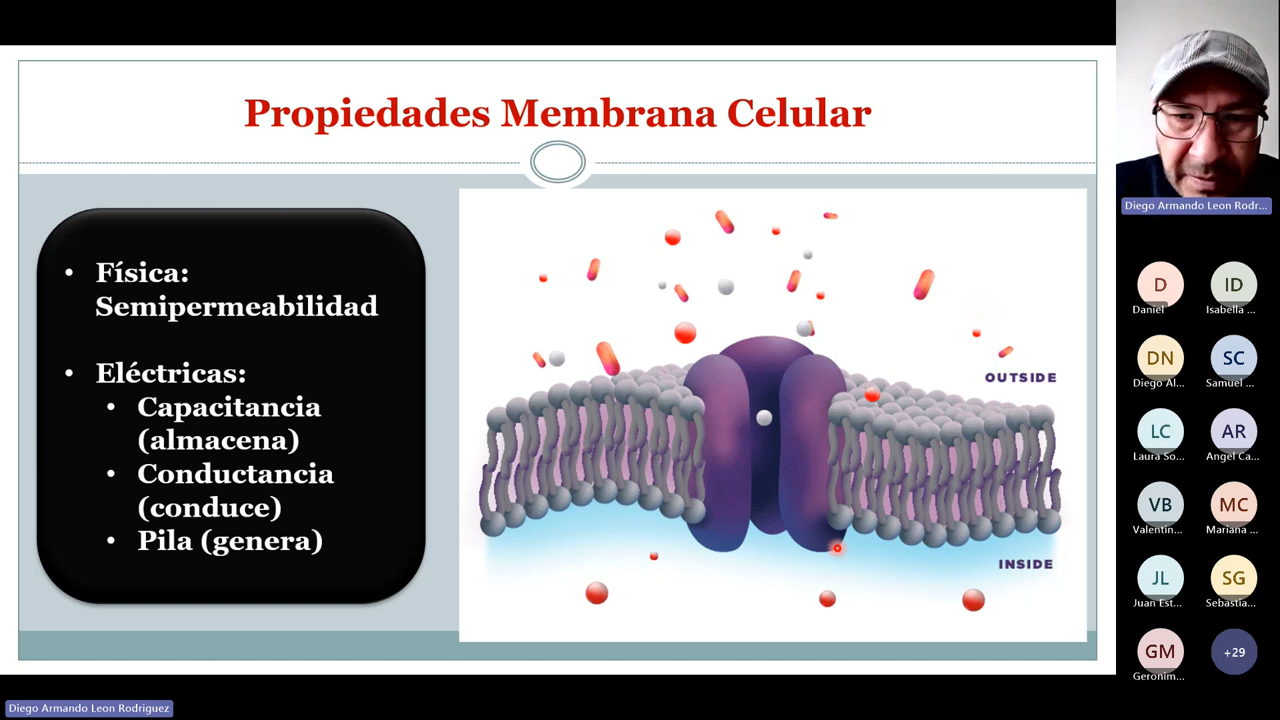 Propiedades Membrana Celular
• Física:
Semipermeabilidad
• Eléctricas:
• Capacitancia
(almacena)
• Conductancia
(conduce)
• Pila (genera)
OUTSIDE
INSIDE
Diego Armando Leon Rodr...
D
Daniel
ID
Isabella ...
DN
Diego Al...
SC
Samuel ...
LC
Laura So...
AR
Angel Ca...
VB
Valentin...
MC
Mariana ...
JL
Juan Est...
SG
Sebastia...
GM
Geronim...
+29
Diego Armando Leon Rodriguez